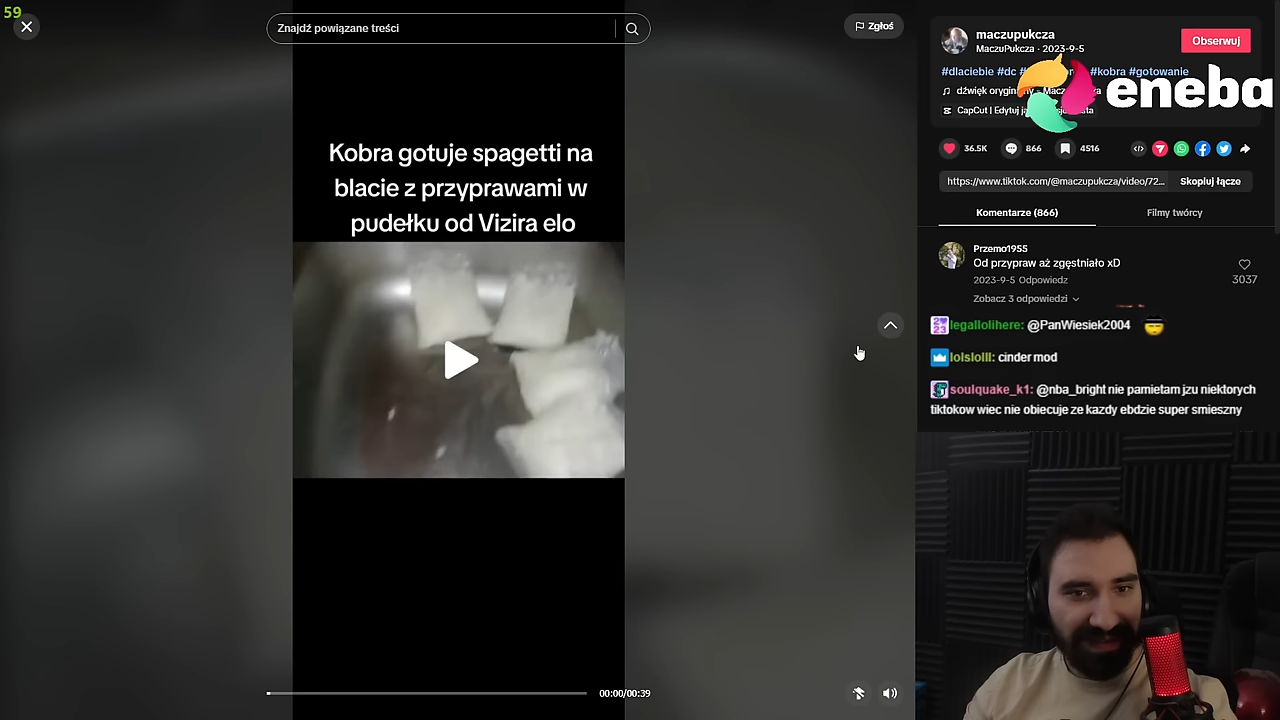 59
Znajdź powiązane treści
Zgłoś
Kobra gotuje spagetti na
blacie z przyprawami w
pudełku od Vizira elo
00:00/00:39
maczupukcza
MaczuPukcza · 2023-9-5
Obserwuj
#dlaciebie #dc #kobra #gotowanie
eneba
dźwięk
CapCut | Edytuj
36.5K
866
4516
https://www.tiktok.com/@maczupukcza/video/72...
Skopiuj łącze
Komentarze (866)
Filmy twórcy
Przemo1955
Od przypraw aż zgęstniało xD
2023-9-5 Odpowiedz
3037
Zobacz 3 odpowiedzi
legallolihere: @PanWiesiek2004
lolslolll: cinder mod
soulquake_k1: @nba_bright nie pamietam jzu niektorych
tiktokow wiec nie obiecuje ze kazdy ebdzie super smieszny